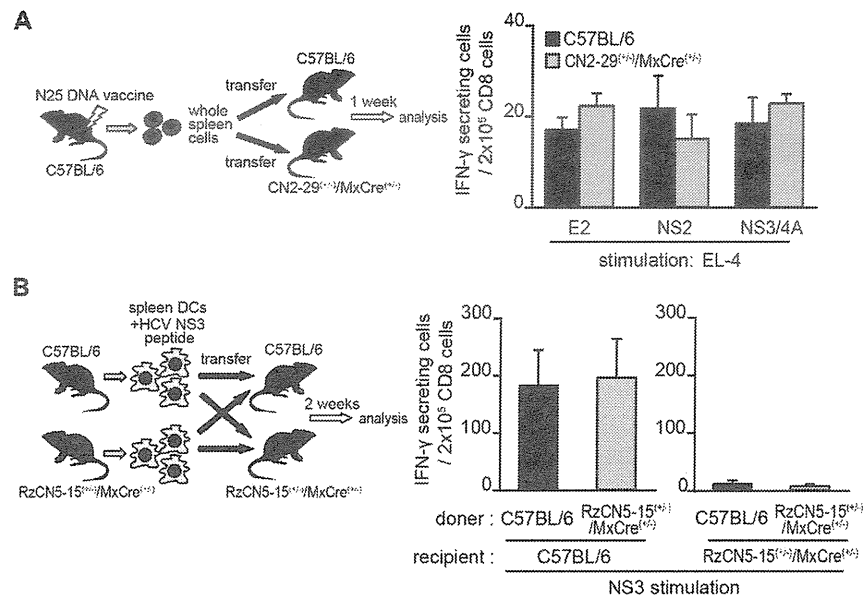 A
N25 DNA vaccine
C57BL/6
whole
spleen
cells
transfer
transfer
C57BL/6
CN2-29(+/-)/MxCre(+/-)
1 week
analysis
IFN-γ secreting cells
/ 2x10⁵ CD8 cells
40
20
0
C57BL/6
CN2-29(+/-)/MxCre(+/-)
E2
NS2
NS3/4A
stimulation: EL-4
B
spleen DCs
+HCV NS3
peptide
C57BL/6
transfer
C57BL/6
2 weeks
analysis
RzCN5-15(+/-)/MxCre(+/-)
RzCN5-15(+/-)/MxCre(+/-)
IFN-γ secreting cells
/ 2x10⁵ CD8 cells
300
200
100
0
300
200
100
0
doner :
C57BL/6
RzCN5-15(+/-)
/MxCre(+/-)
C57BL/6
RzCN5-15(+/-)
/MxCre(+/-)
recipient :
C57BL/6
RzCN5-15(+/-)/MxCre(+/-)
NS3 stimulation